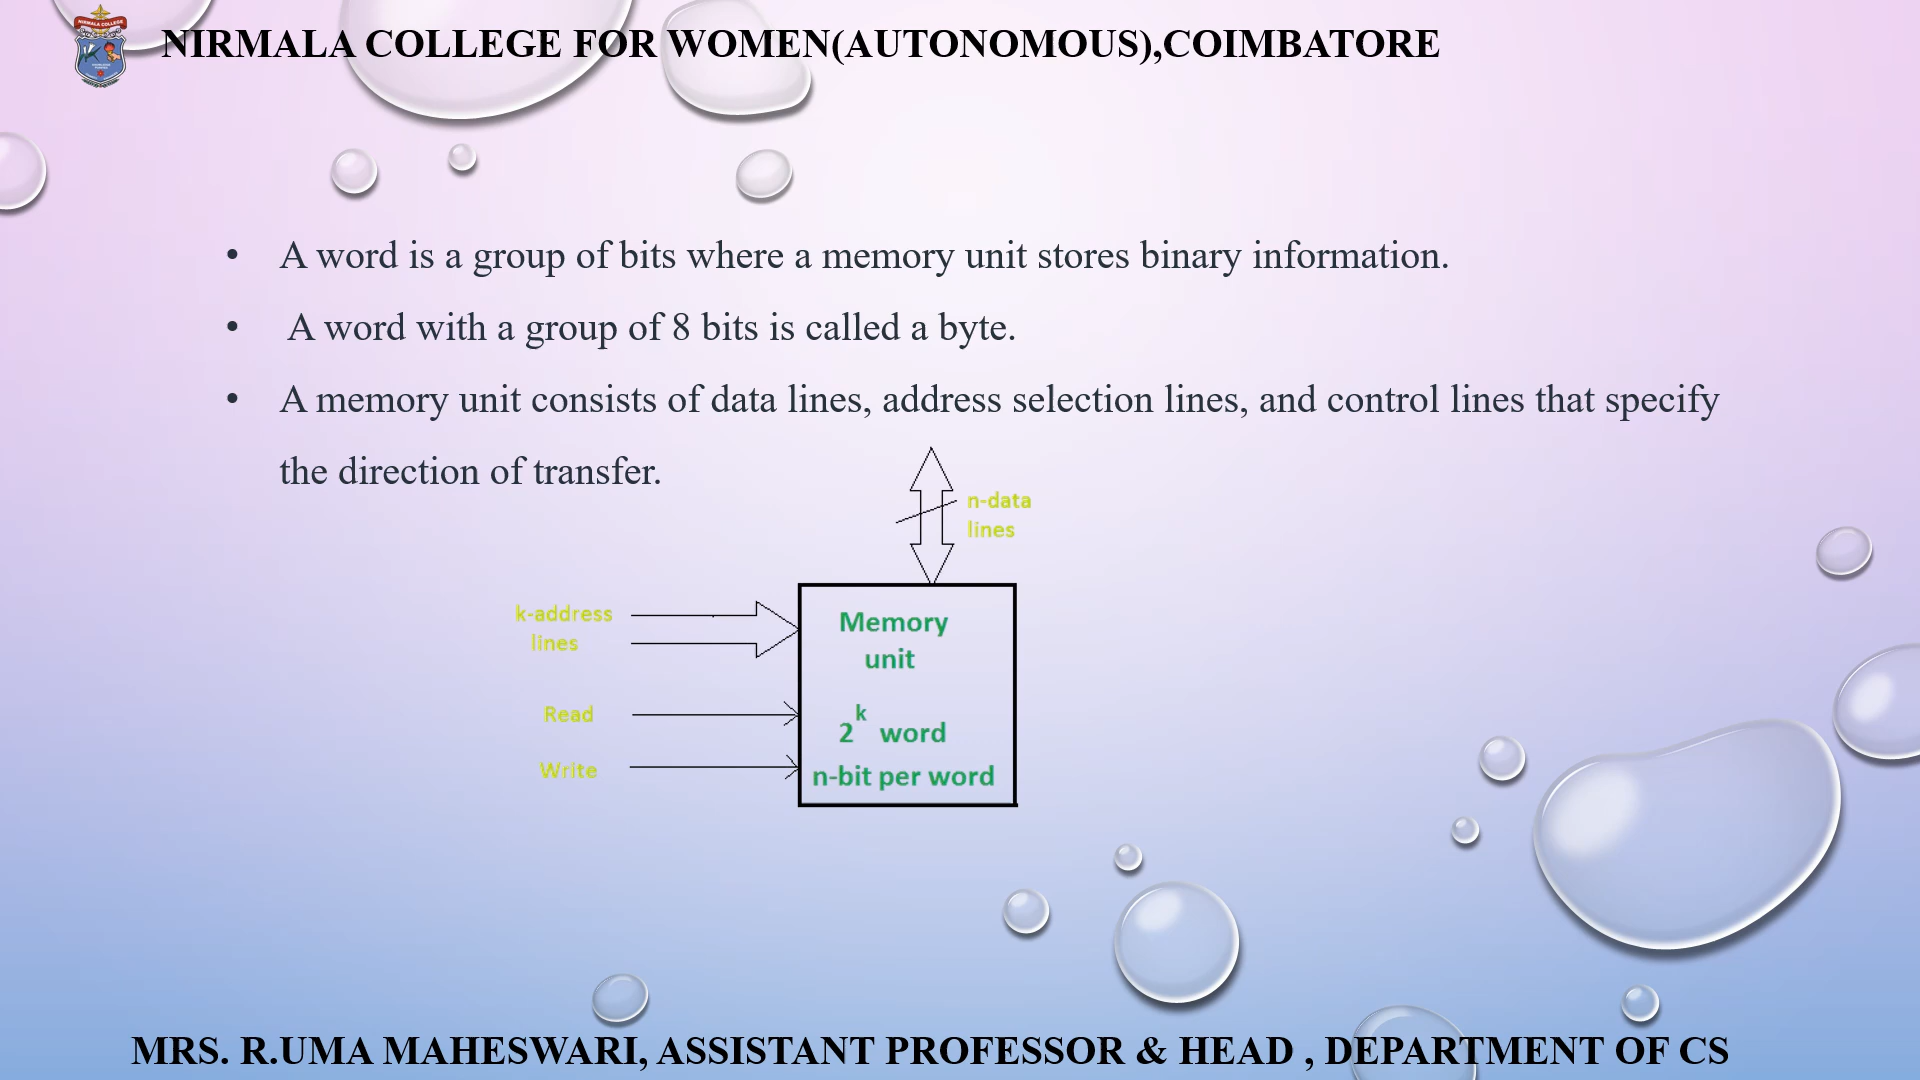 NIRMALA COLLEGE
NIRMALA COLLEGE FOR WOMEN(AUTONOMOUS),COIMBATORE
• A word is a group of bits where a memory unit stores binary information.
• A word with a group of 8 bits is called a byte.
• A memory unit consists of data lines, address selection lines, and control lines that specify
the direction of transfer.
n-data
lines
k-address
lines
Read
Write
Memory
unit
2^k word
n-bit per word
MRS. R.UMA MAHESWARI, ASSISTANT PROFESSOR & HEAD , DEPARTMENT OF CS